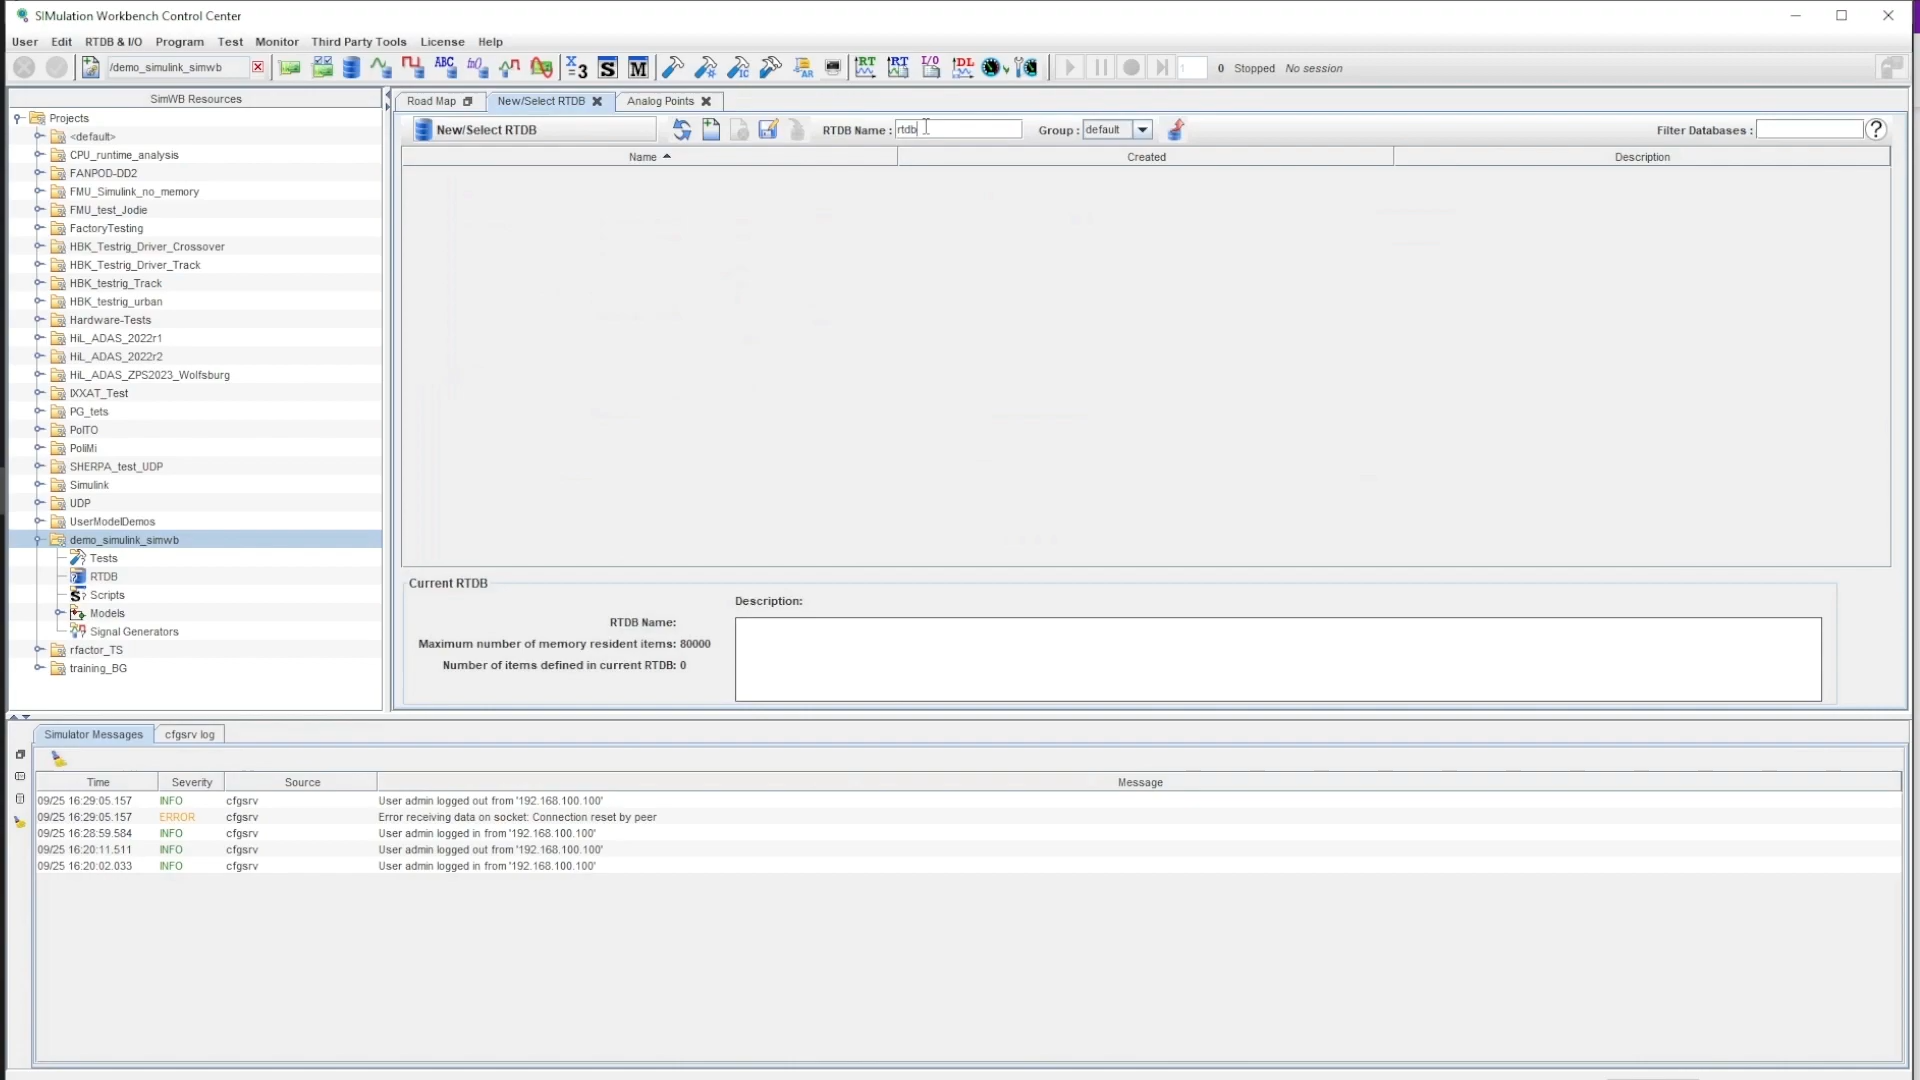 SIMulation Workbench Control Center
User Edit RTDB & I/O Program Test Monitor Third Party Tools License Help
/demo_simulink_simwb ABC f() X=3 S M IC AR RT RT I/O DL 1 0 Stopped No session
SimWB Resources
Projects
<default>
CPU_runtime_analysis
FANPOD-DD2
FMU_Simulink_no_memory
FMU_test_Jodie
FactoryTesting
HBK_Testrig_Driver_Crossover
HBK_Testrig_Driver_Track
HBK_testrig_Track
HBK_testrig_urban
Hardware-Tests
HiL_ADAS_2022r1
HiL_ADAS_2022r2
HiL_ADAS_ZPS2023_Wolfsburg
IXXAT_Test
PG_tets
PolTO
PoliMi
SHERPA_test_UDP
Simulink
UDP
UserModelDemos
demo_simulink_simwb
Tests
RTDB
Scripts
Models
Signal Generators
rfactor_TS
training_BG
Road Map New/Select RTDB Analog Points
New/Select RTDB RTDB Name : rtdb Group : default Filter Databases : ?
Name Created Description
Current RTDB
Description:
RTDB Name:
Maximum number of memory resident items: 80000
Number of items defined in current RTDB: 0
Simulator Messages cfgsrv log
Time Severity Source Message
09/25 16:29:05.157 INFO cfgsrv User admin logged out from '192.168.100.100'
09/25 16:29:05.157 ERROR cfgsrv Error receiving data on socket: Connection reset by peer
09/25 16:28:59.584 INFO cfgsrv User admin logged in from '192.168.100.100'
09/25 16:20:11.511 INFO cfgsrv User admin logged out from '192.168.100.100'
09/25 16:20:02.033 INFO cfgsrv User admin logged in from '192.168.100.100'